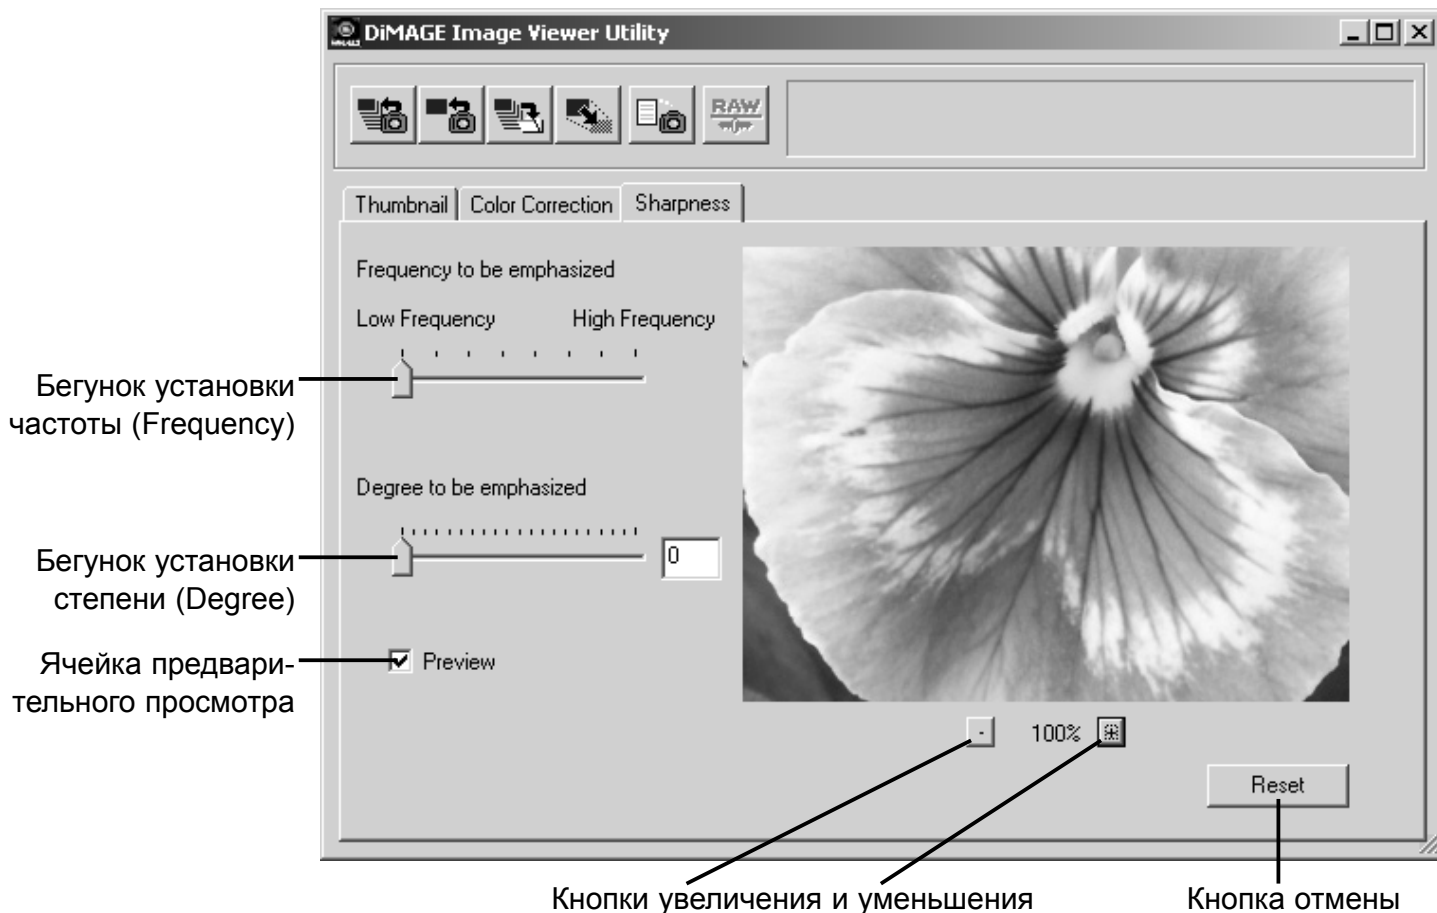 DiMAGE Image Viewer Utility
RAW
Thumbnail Color Correction Sharpness
Frequency to be emphasized
Low Frequency High Frequency
Бегунок установки
частоты (Frequency)
Degree to be emphasized
0
Бегунок установки
степени (Degree)
Preview
Ячейка предвари-
тельного просмотра
- 100% +
Reset
Кнопки увеличения и уменьшения
Кнопка отмены